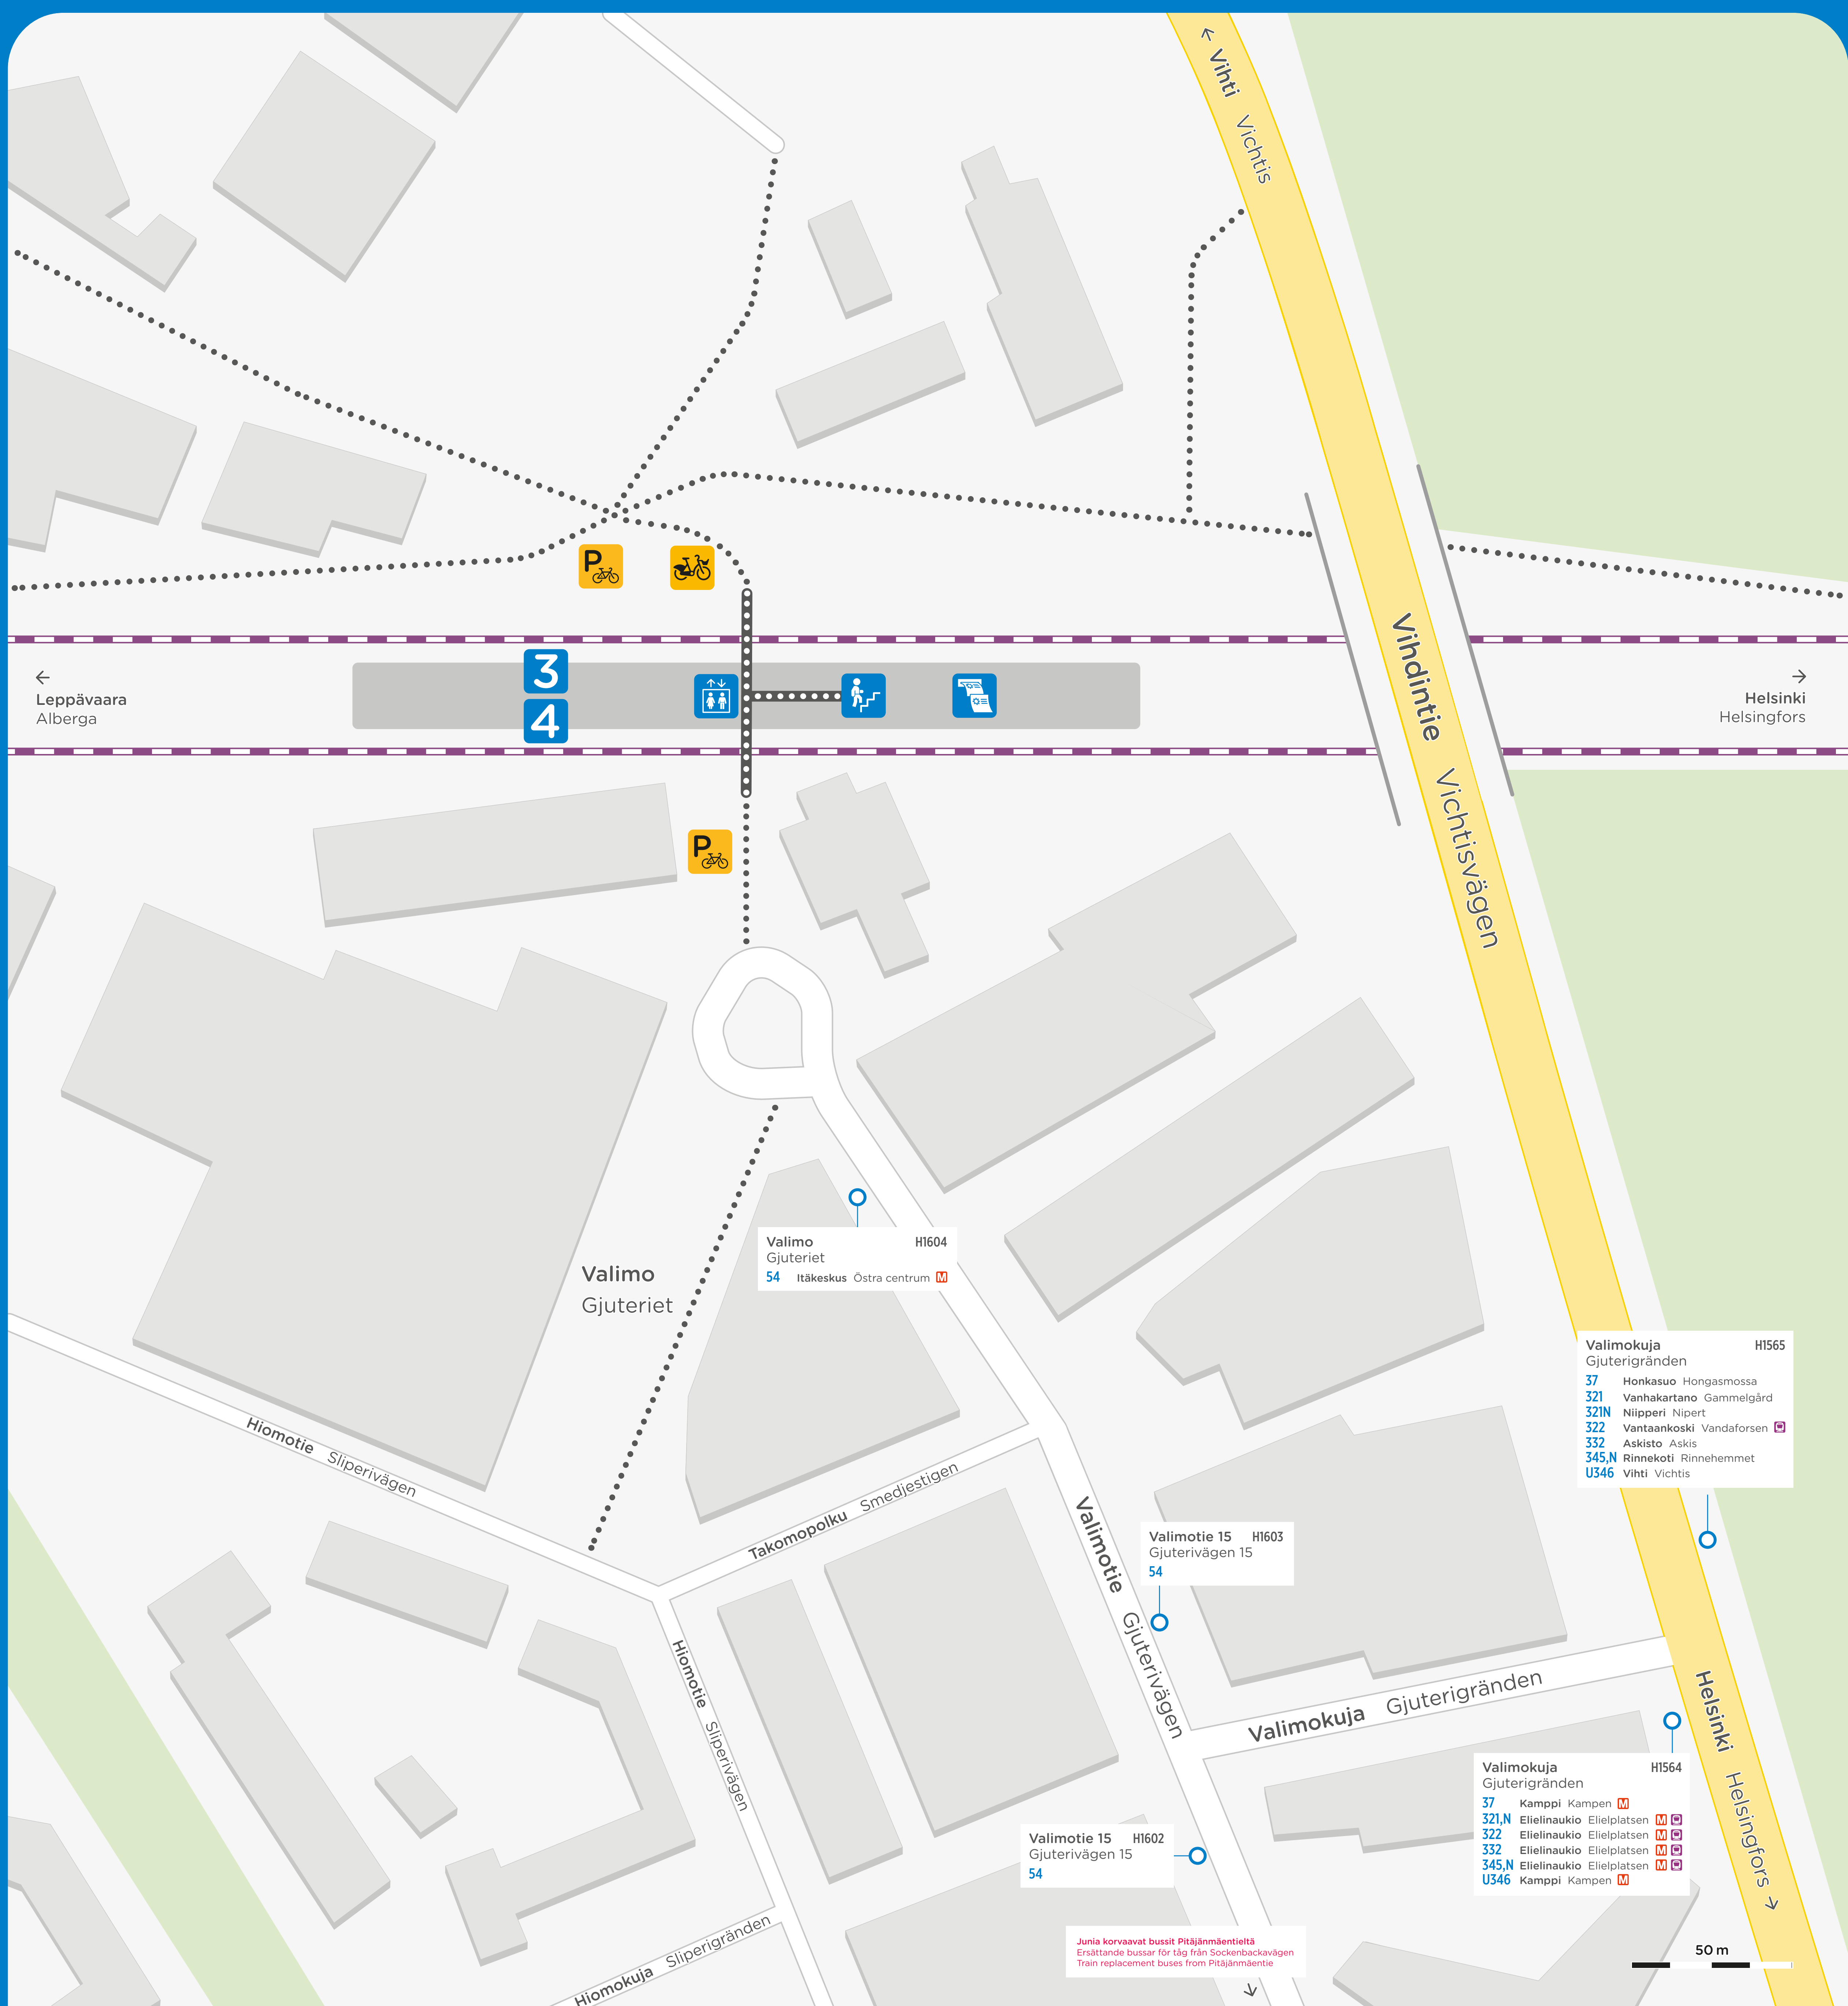 ← Vihti Vichtis
P
3
4
← Leppävaara
Alberga
→ Helsinki
Helsingfors
Vihdintie Vichtisvägen
P
Valimo H1604
Gjuteriet
54 Itäkeskus Östra centrum M
Valimo
Gjuteriet
Valimokuja H1565
Gjuterigränden
37 Honkasuo Hongasmossa
321 Vanhakartano Gammelgård
321N Niipperi Nipert
322 Vantaankoski Vandaforsen
332 Askisto Askis
345,N Rinnekoti Rinnehemmet
U346 Vihti Vichtis
Hiomotie Sliperivägen
Takomopolku Smedjestigen
Valimotie Gjuterivägen
Valimotie 15 H1603
Gjuterivägen 15
54
Hiomotie Sliperivägen
Valimokuja Gjuterigränden
Helsinki Helsingfors →
Valimokuja H1564
Gjuterigränden
37 Kamppi Kampen M
321,N Elielinaukio Elielplatsen M
322 Elielinaukio Elielplatsen M
332 Elielinaukio Elielplatsen M
345,N Elielinaukio Elielplatsen M
U346 Kamppi Kampen M
Valimotie 15 H1602
Gjuterivägen 15
54
Hiomokuja Sliperigränden
Junia korvaavat bussit Pitäjänmäentieltä
Ersättande bussar för tåg från Sockenbackavägen
Train replacement buses from Pitäjänmäentie
50 m